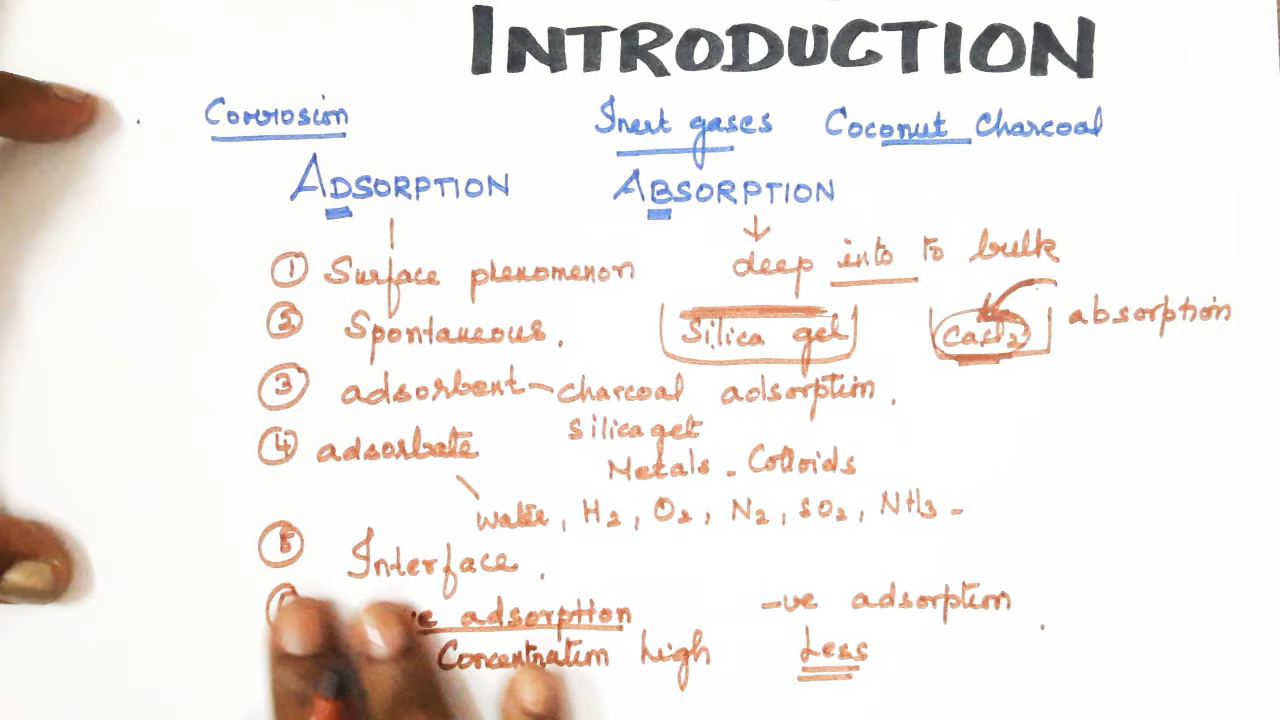 INTRODUCTION
Corrosion Inert gases Coconut charcoal
ADSORPTION ABSORPTION
① Surface phenomenon deep into to bulk
② Spontaneous. Silica gel CaCl2 absorption
③ adsorbent - charcoal adsorption.
Silica gel
④ adsorbate
Metals - Colloids
water, H2, O2, N2, SO2, NH3 -
⑤ Interface.
adsorption -ve adsorption
Concentration high Less